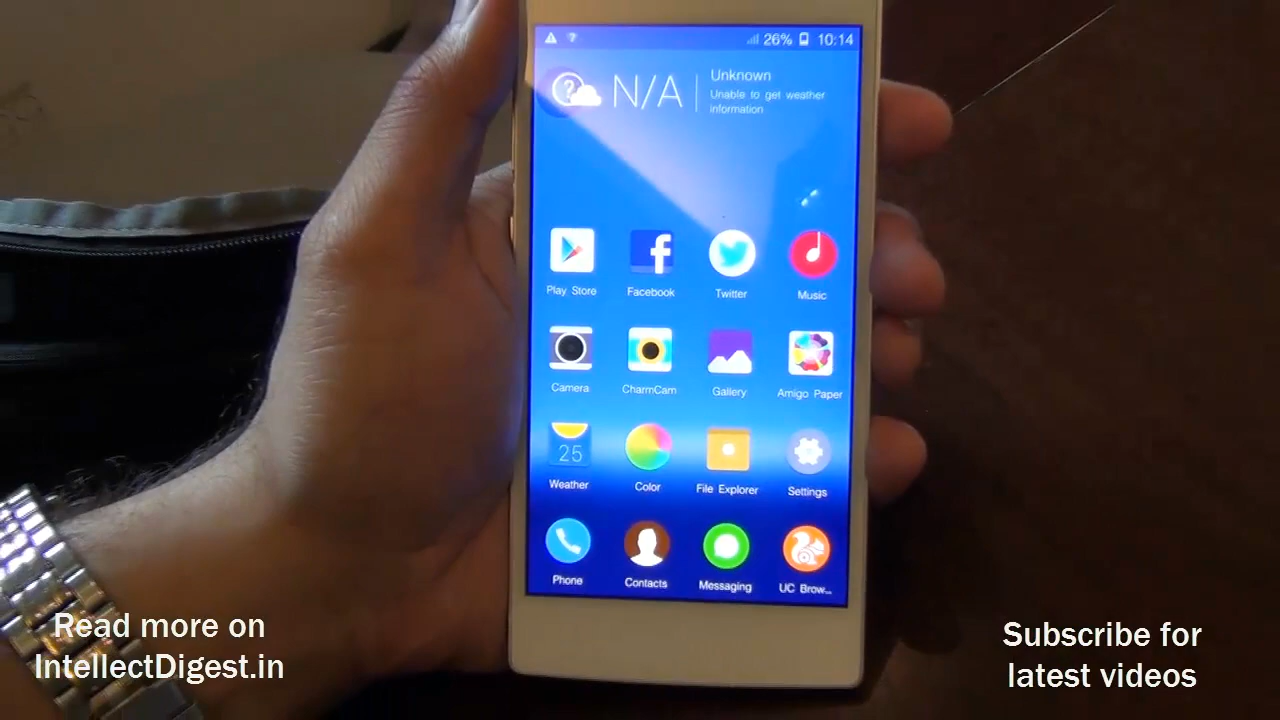 26% 10:14
N/A
Unknown
Unable to get weather
information
Play Store
Facebook
Twitter
Music
Camera
CharmCam
Gallery
Amigo Paper
25
Weather
Color
File Explorer
Settings
Phone
Contacts
Messaging
UC Brow...
Read more on
IntellectDigest.in
Subscribe for
latest videos